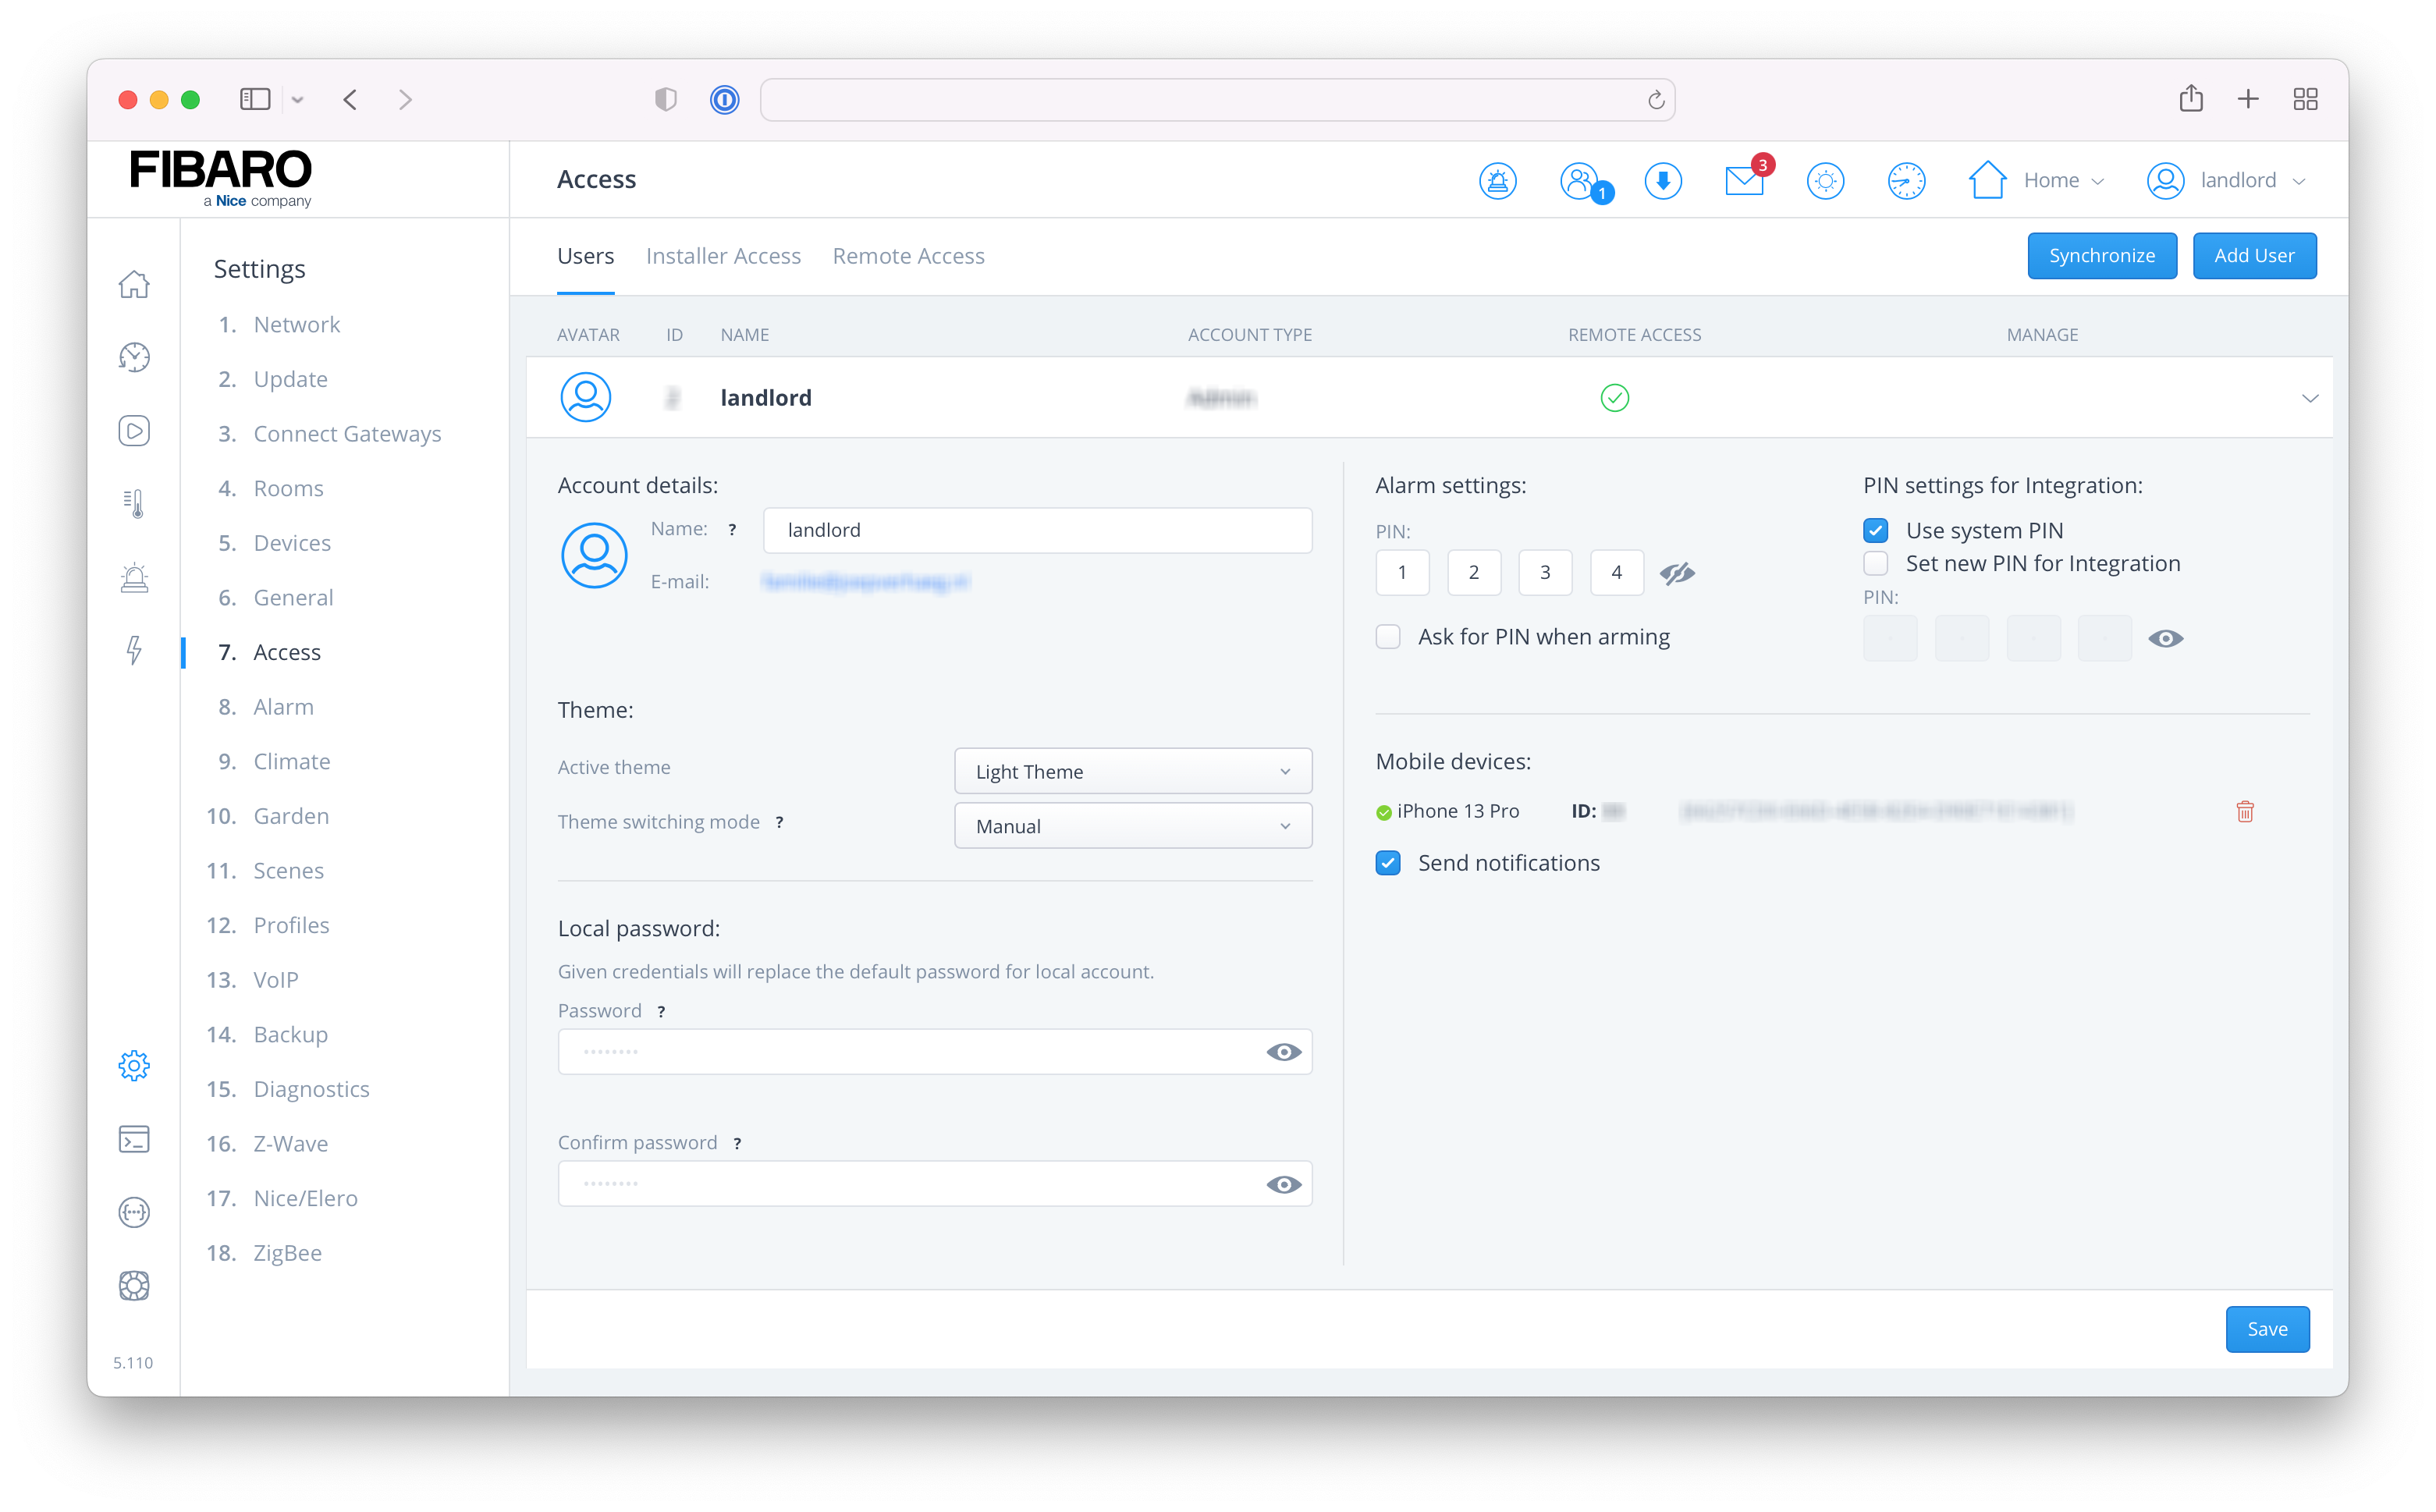 FIBARO
a Nice company
Access
1
3
Home
landlord
Users Installer Access Remote Access
Synchronize Add User
Settings
1. Network
2. Update
3. Connect Gateways
4. Rooms
5. Devices
6. General
7. Access
8. Alarm
9. Climate
10. Garden
11. Scenes
12. Profiles
13. VoIP
14. Backup
15. Diagnostics
16. Z-Wave
17. Nice/Elero
18. ZigBee
5.110
AVATAR ID NAME ACCOUNT TYPE REMOTE ACCESS MANAGE
landlord
Account details:
Name: ? landlord
E-mail:
Theme:
Active theme Light Theme
Theme switching mode ? Manual
Local password:
Given credentials will replace the default password for local account.
Password ?
Confirm password ?
Alarm settings:
PIN:
1 2 3 4
Ask for PIN when arming
PIN settings for Integration:
Use system PIN
Set new PIN for Integration
PIN:
Mobile devices:
iPhone 13 Pro ID:
Send notifications
Save